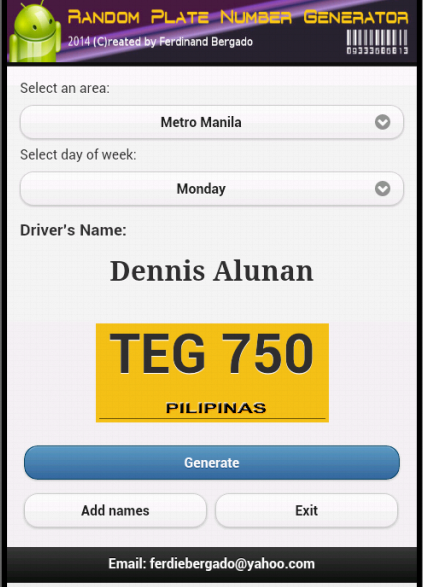 Random Plate Number Generator
2014 (C)reated by Ferdinand Bergado
Select an area:
Metro Manila
Select day of week:
Monday
Driver's Name:
Dennis Alunan
TEG 750
PILIPINAS
Generate
Add names
Exit
Email: ferdiebergado@yahoo.com